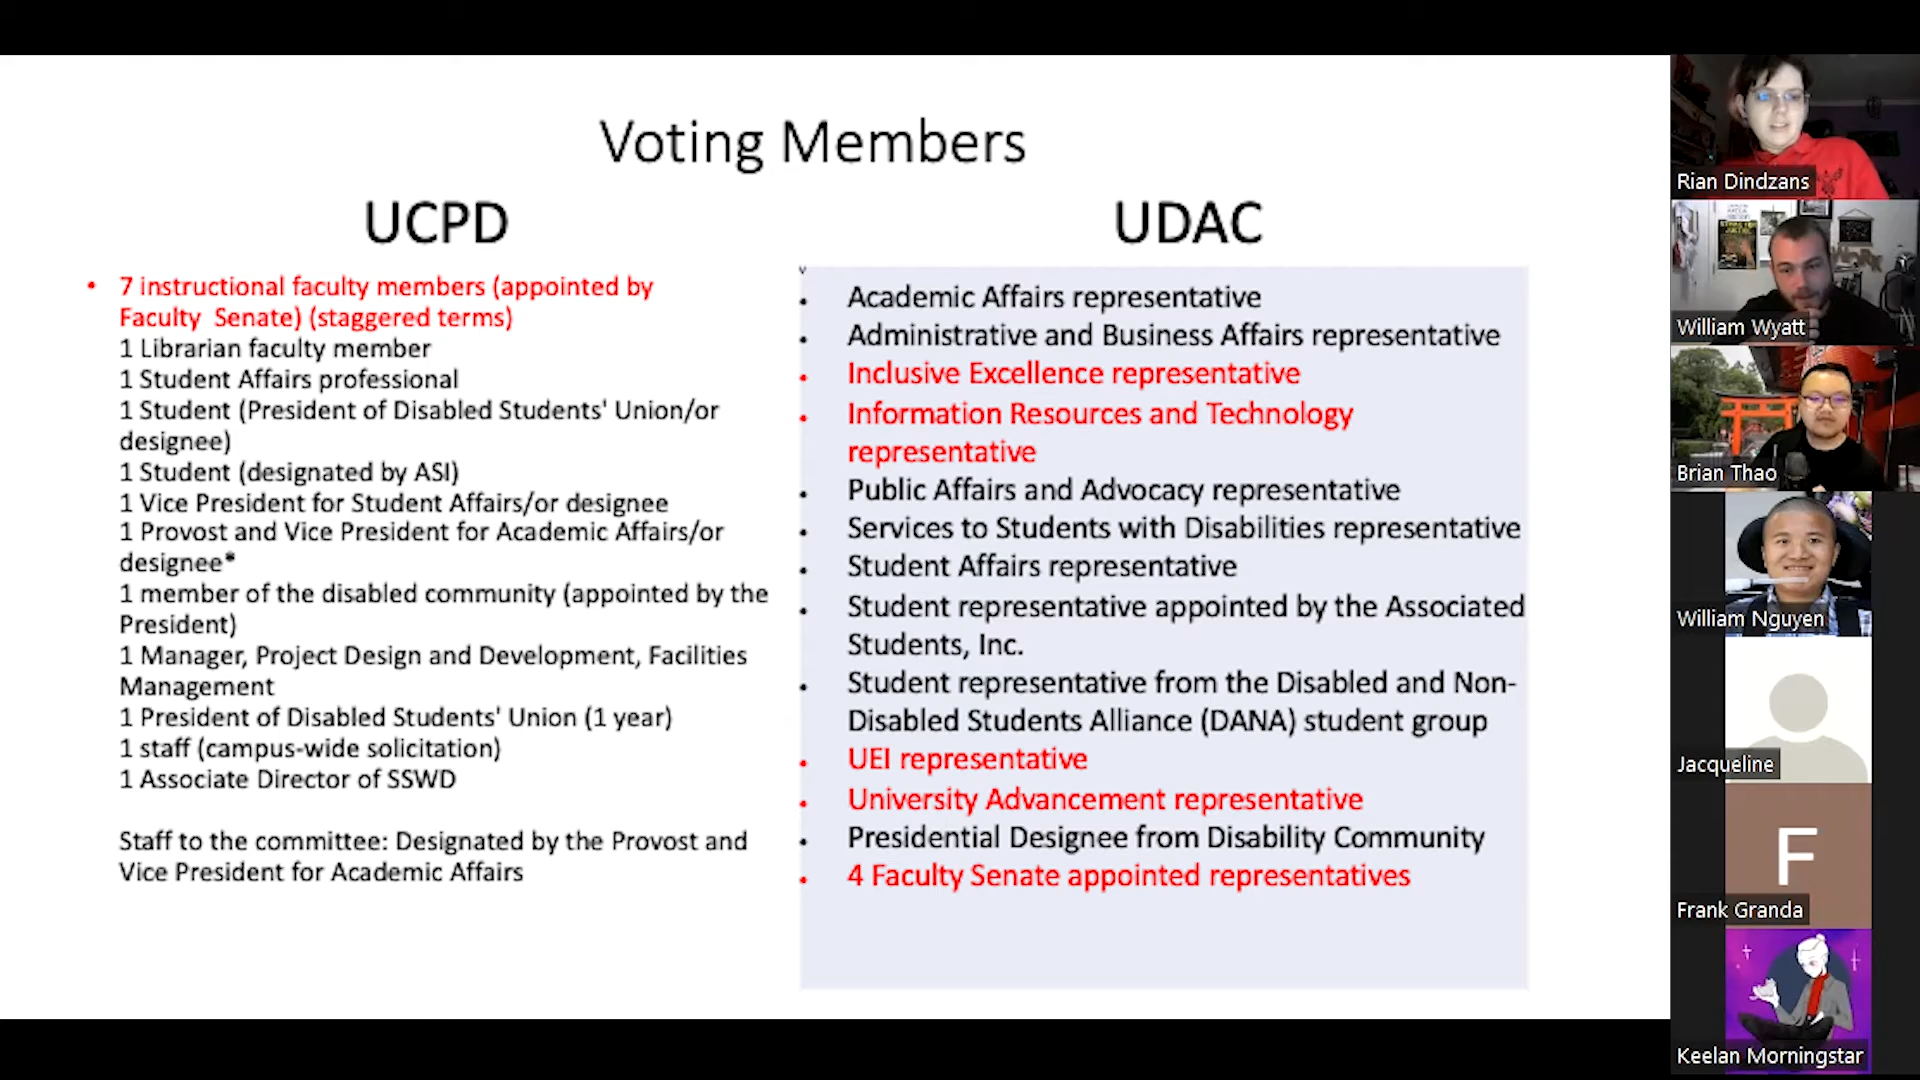 Voting Members
UCPD
• 7 instructional faculty members (appointed by
Faculty Senate) (staggered terms)
1 Librarian faculty member
1 Student Affairs professional
1 Student (President of Disabled Students' Union/or
designee)
1 Student (designated by ASI)
1 Vice President for Student Affairs/or designee
1 Provost and Vice President for Academic Affairs/or
designee*
1 member of the disabled community (appointed by the
President)
1 Manager, Project Design and Development, Facilities
Management
1 President of Disabled Students' Union (1 year)
1 staff (campus-wide solicitation)
1 Associate Director of SSWD
Staff to the committee: Designated by the Provost and
Vice President for Academic Affairs
UDAC
• Academic Affairs representative
• Administrative and Business Affairs representative
• Inclusive Excellence representative
• Information Resources and Technology
representative
• Public Affairs and Advocacy representative
• Services to Students with Disabilities representative
• Student Affairs representative
• Student representative appointed by the Associated
Students, Inc.
• Student representative from the Disabled and Non-
Disabled Students Alliance (DANA) student group
• UEI representative
• University Advancement representative
• Presidential Designee from Disability Community
• 4 Faculty Senate appointed representatives
Rian Dindzans
William Wyatt
Brian Thao
William Nguyen
Jacqueline
F
Frank Granda
Keelan Morningstar